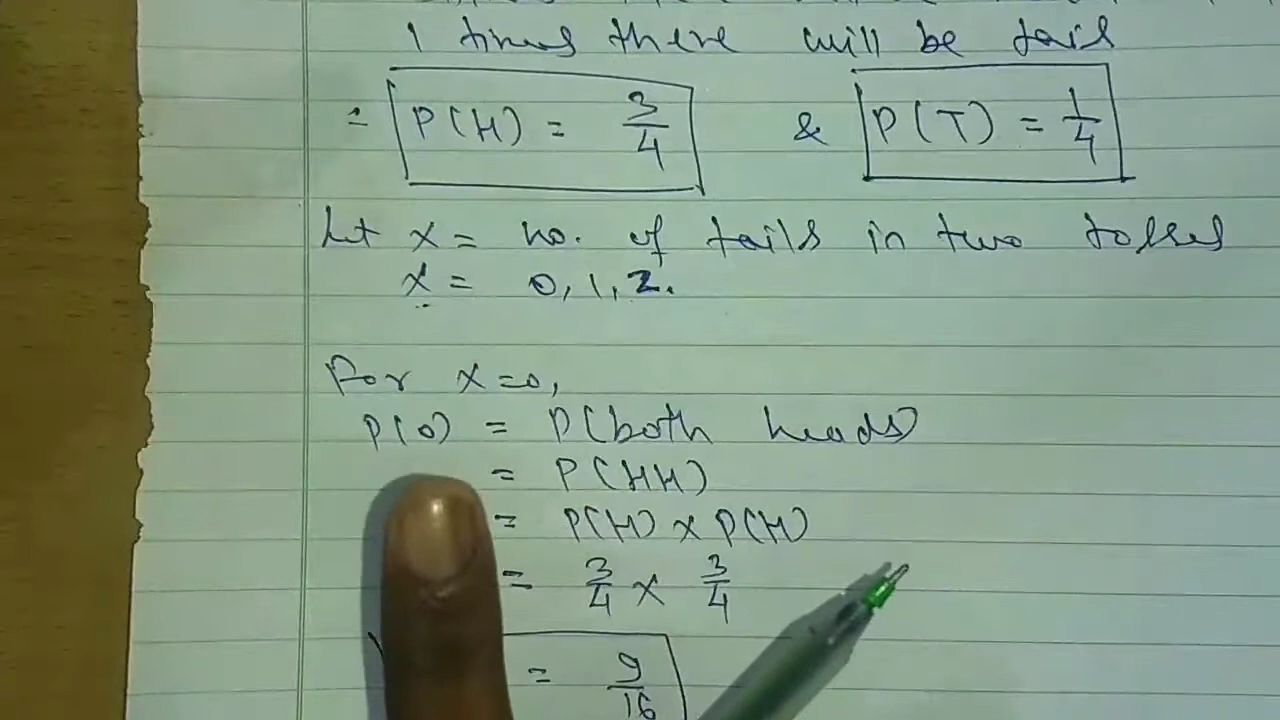 1 times there will be tail
= P(H) = 3/4 & P(T) = 1/4
Let X = no. of tails in two tosses
X = 0, 1, 2.
For X = 0,
P(0) = P(both heads)
= P(HH)
= P(H) × P(H)
= 3/4 × 3/4
= 9/16